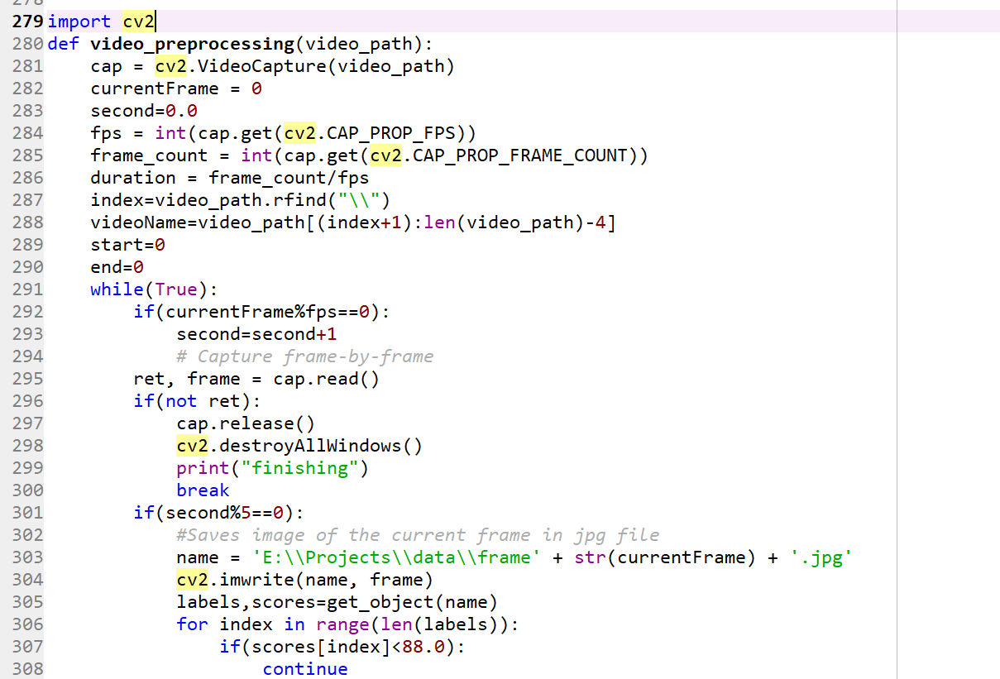 279 import cv2
280 def video_preprocessing(video_path):
281     cap = cv2.VideoCapture(video_path)
282     currentFrame = 0
283     second=0.0
284     fps = int(cap.get(cv2.CAP_PROP_FPS))
285     frame_count = int(cap.get(cv2.CAP_PROP_FRAME_COUNT))
286     duration = frame_count/fps
287     index=video_path.rfind("\\")
288     videoName=video_path[(index+1):len(video_path)-4]
289     start=0
290     end=0
291     while(True):
292         if(currentFrame%fps==0):
293             second=second+1
294             # Capture frame-by-frame
295         ret, frame = cap.read()
296         if(not ret):
297             cap.release()
298             cv2.destroyAllWindows()
299             print("finishing")
300             break
301         if(second%5==0):
302             #Saves image of the current frame in jpg file
303             name = 'E:\\Projects\\data\\frame' + str(currentFrame) + '.jpg'
304             cv2.imwrite(name, frame)
305             labels,scores=get_object(name)
306             for index in range(len(labels)):
307                 if(scores[index]<88.0):
308                     continue